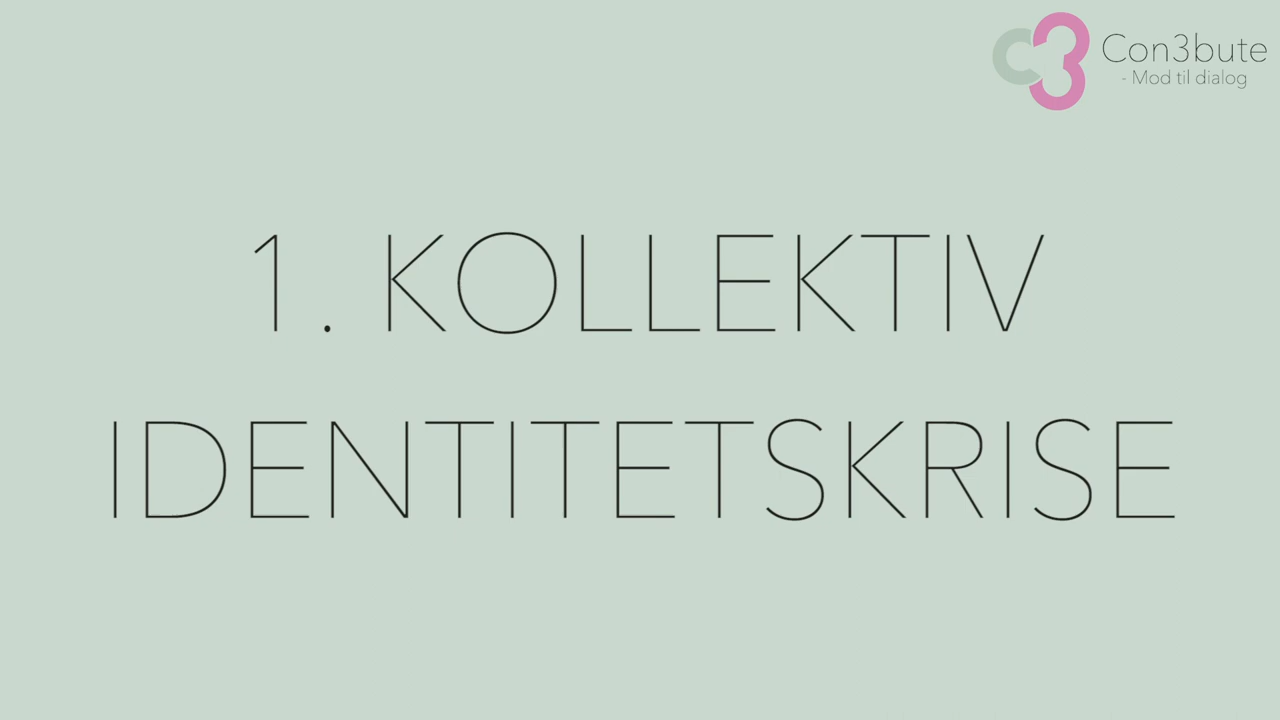 Con3bute
- Mod til dialog
1. KOLLEKTIV
IDENTITETSKRISE